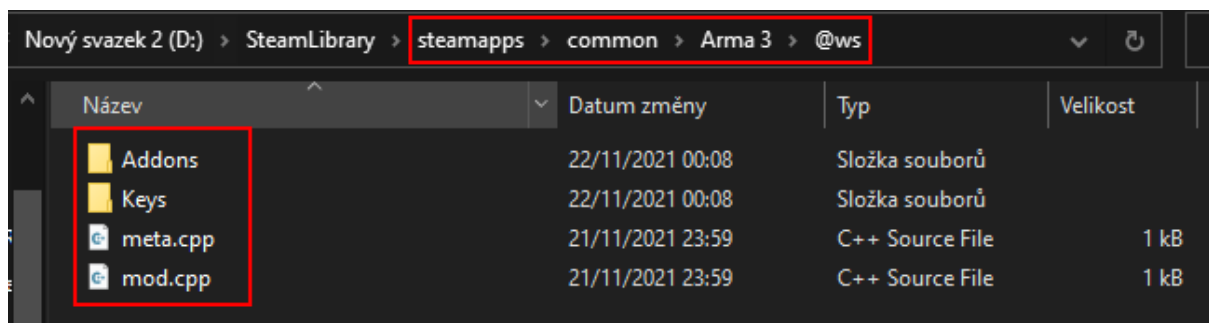 Nový svazek 2 (D:) › SteamLibrary › steamapps › common › Arma 3 › @ws
Název Datum změny Typ Velikost
Addons 22/11/2021 00:08 Složka souborů
Keys 22/11/2021 00:08 Složka souborů
meta.cpp 21/11/2021 23:59 C++ Source File 1 kB
mod.cpp 21/11/2021 23:59 C++ Source File 1 kB